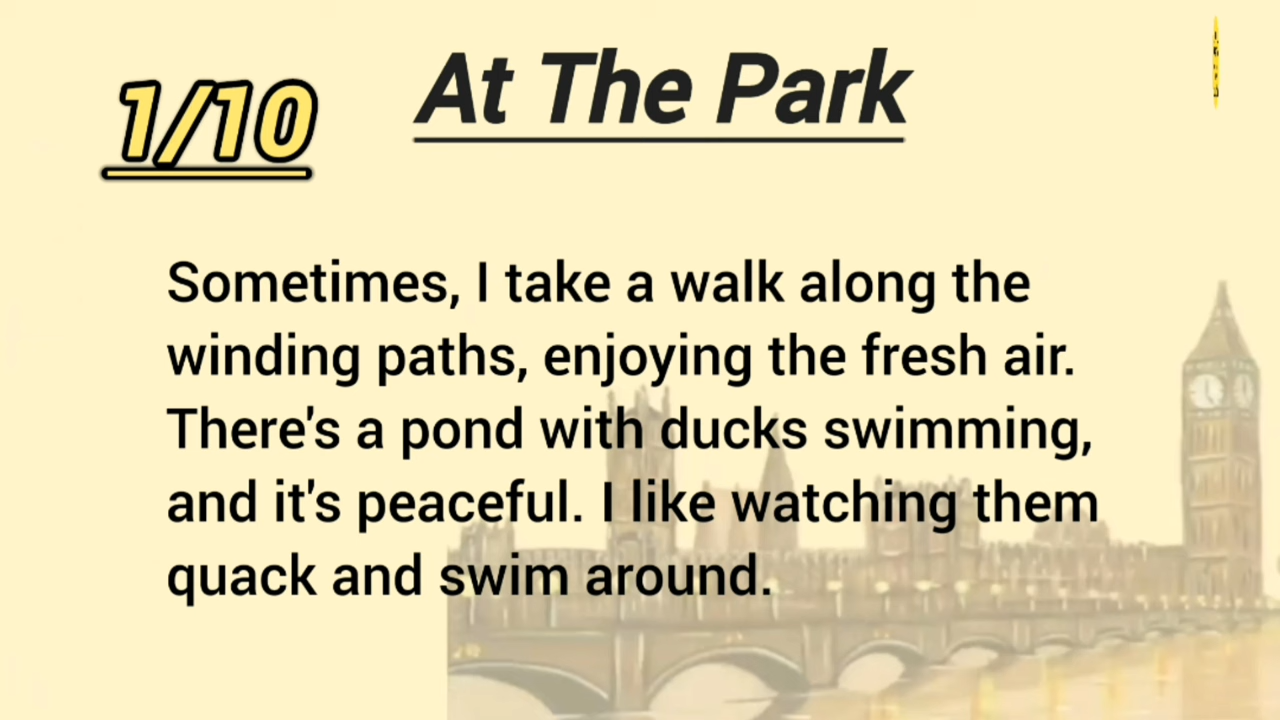 1/10
At The Park
Sometimes, I take a walk along the
winding paths, enjoying the fresh air.
There's a pond with ducks swimming,
and it's peaceful. I like watching them
quack and swim around.